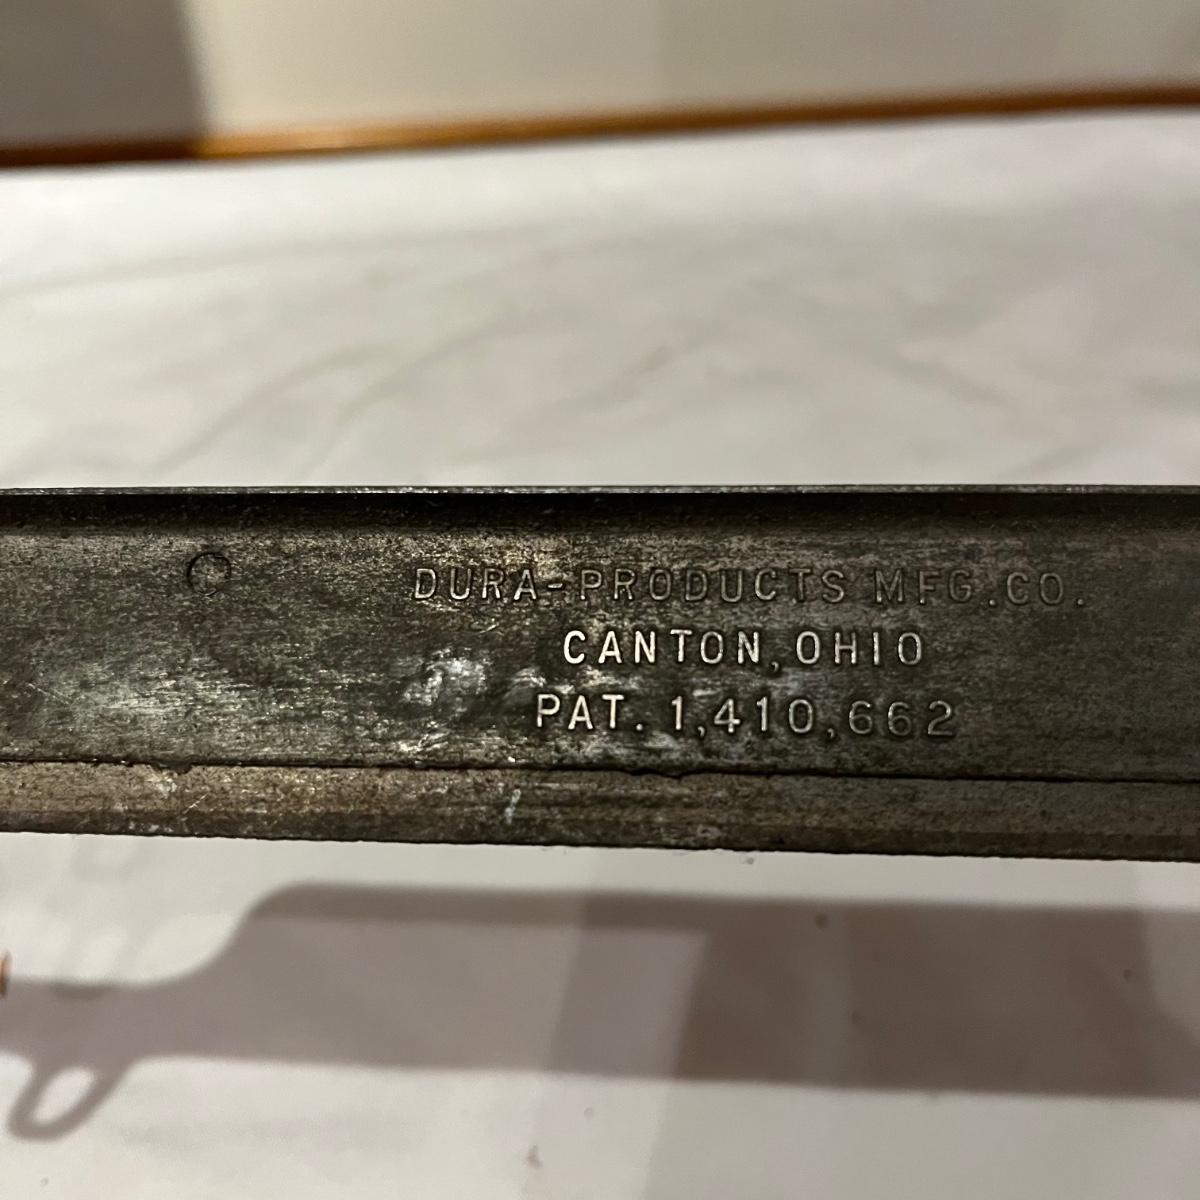 DURA-PRODUCTS MFG.CO.
CANTON, OHIO
PAT. 1,410,662